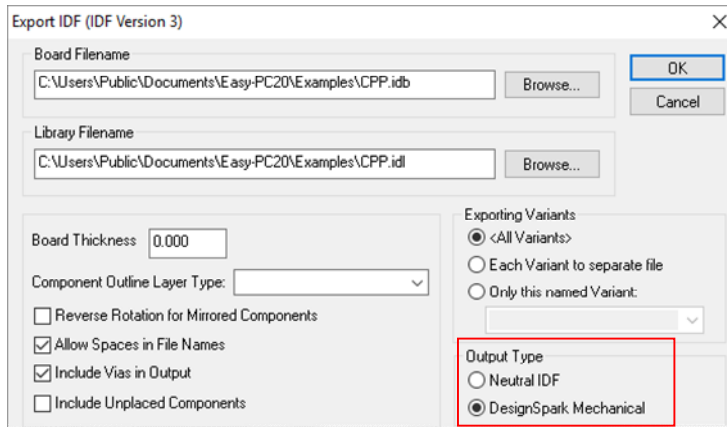 Export IDF (IDF Version 3)
Board Filename
C:\Users\Public\Documents\Easy-PC20\Examples\CPP.idb
Browse...
OK
Cancel
Library Filename
C:\Users\Public\Documents\Easy-PC20\Examples\CPP.idl
Browse...
Board Thickness 0.000
Component Outline Layer Type:
Reverse Rotation for Mirrored Components
Allow Spaces in File Names
Include Vias in Output
Include Unplaced Components
Exporting Variants
<All Variants>
Each Variant to separate file
Only this named Variant:
Output Type
Neutral IDF
DesignSpark Mechanical